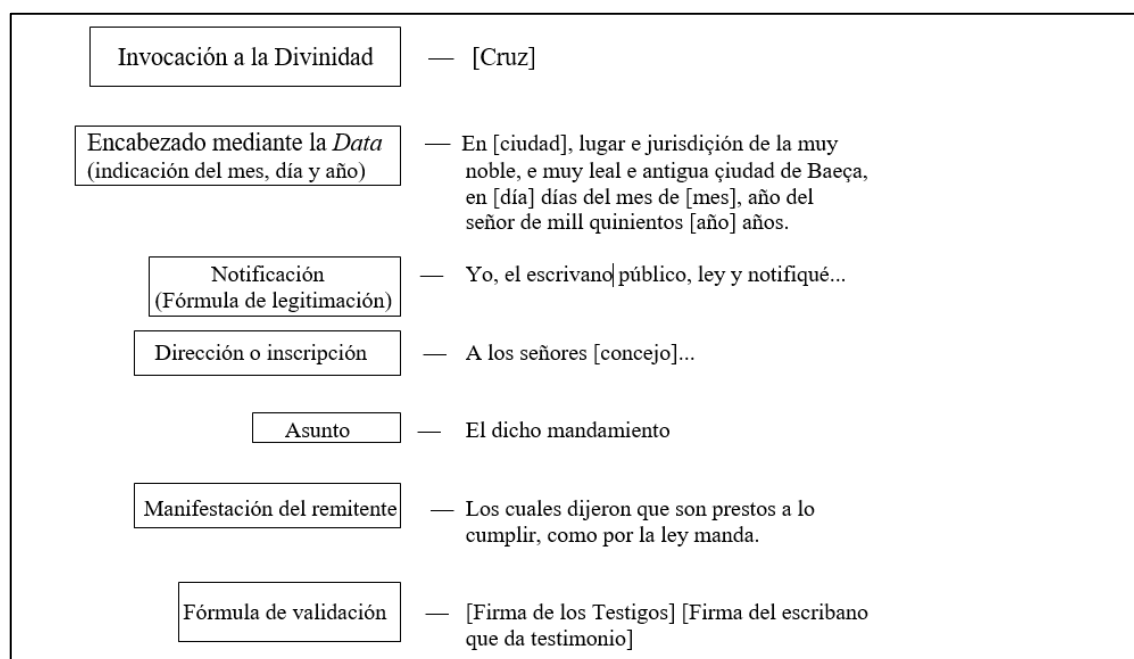 Invocación a la Divinidad — [Cruz]
Encabezado mediante la Data — En [ciudad], lugar e jurisdiçión de la muy
(indicación del mes, día y año) noble, e muy leal e antigua çiudad de Baeça,
en [día] días del mes de [mes], año del
señor de mill quinientos [año] años.
Notificación — Yo, el escrivano público, ley y notifiqué...
(Fórmula de legitimación)
Dirección o inscripción — A los señores [concejo]...
Asunto — El dicho mandamiento
Manifestación del remitente — Los cuales dijeron que son prestos a lo
cumplir, como por la ley manda.
Fórmula de validación — [Firma de los Testigos] [Firma del escribano
que da testimonio]